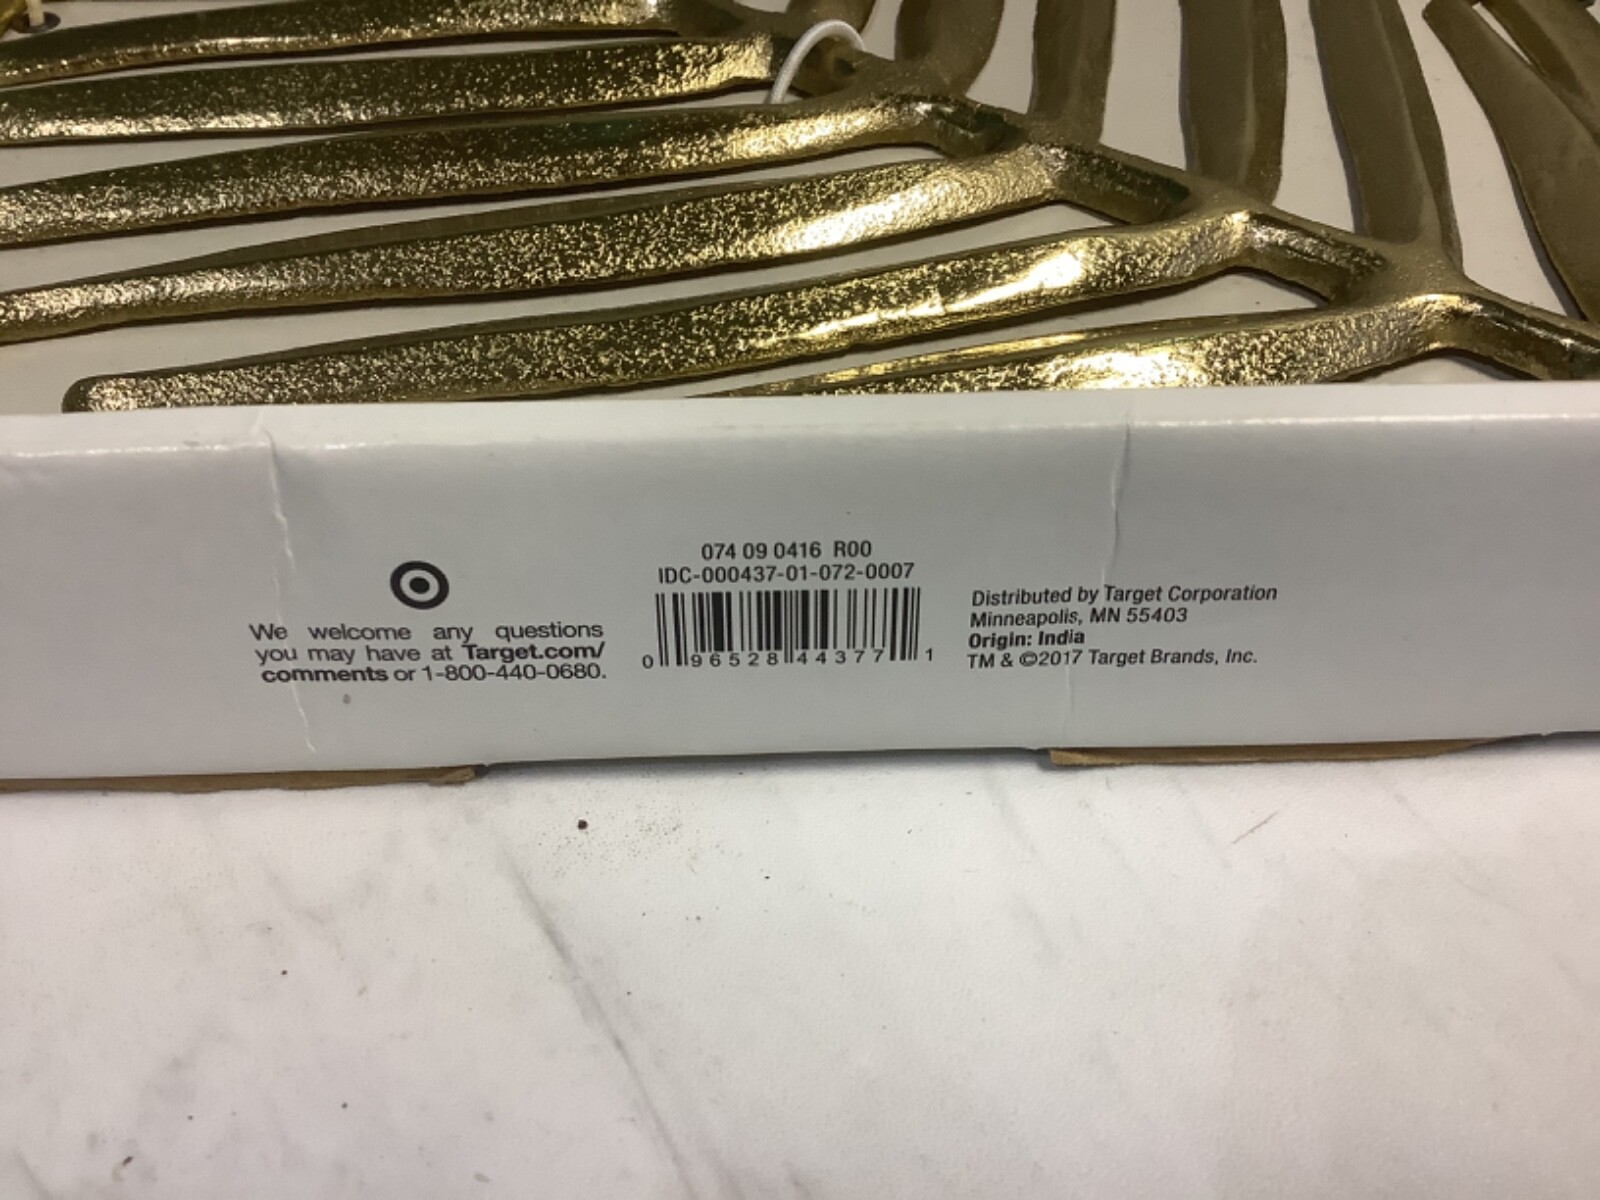 We welcome any questions
you may have at Target.com/
comments or 1-800-440-0680.
074 09 0416 R00
IDC-000437-01-072-0007
0 96528 44377 1
Distributed by Target Corporation
Minneapolis, MN 55403
Origin: India
TM & ©2017 Target Brands, Inc.